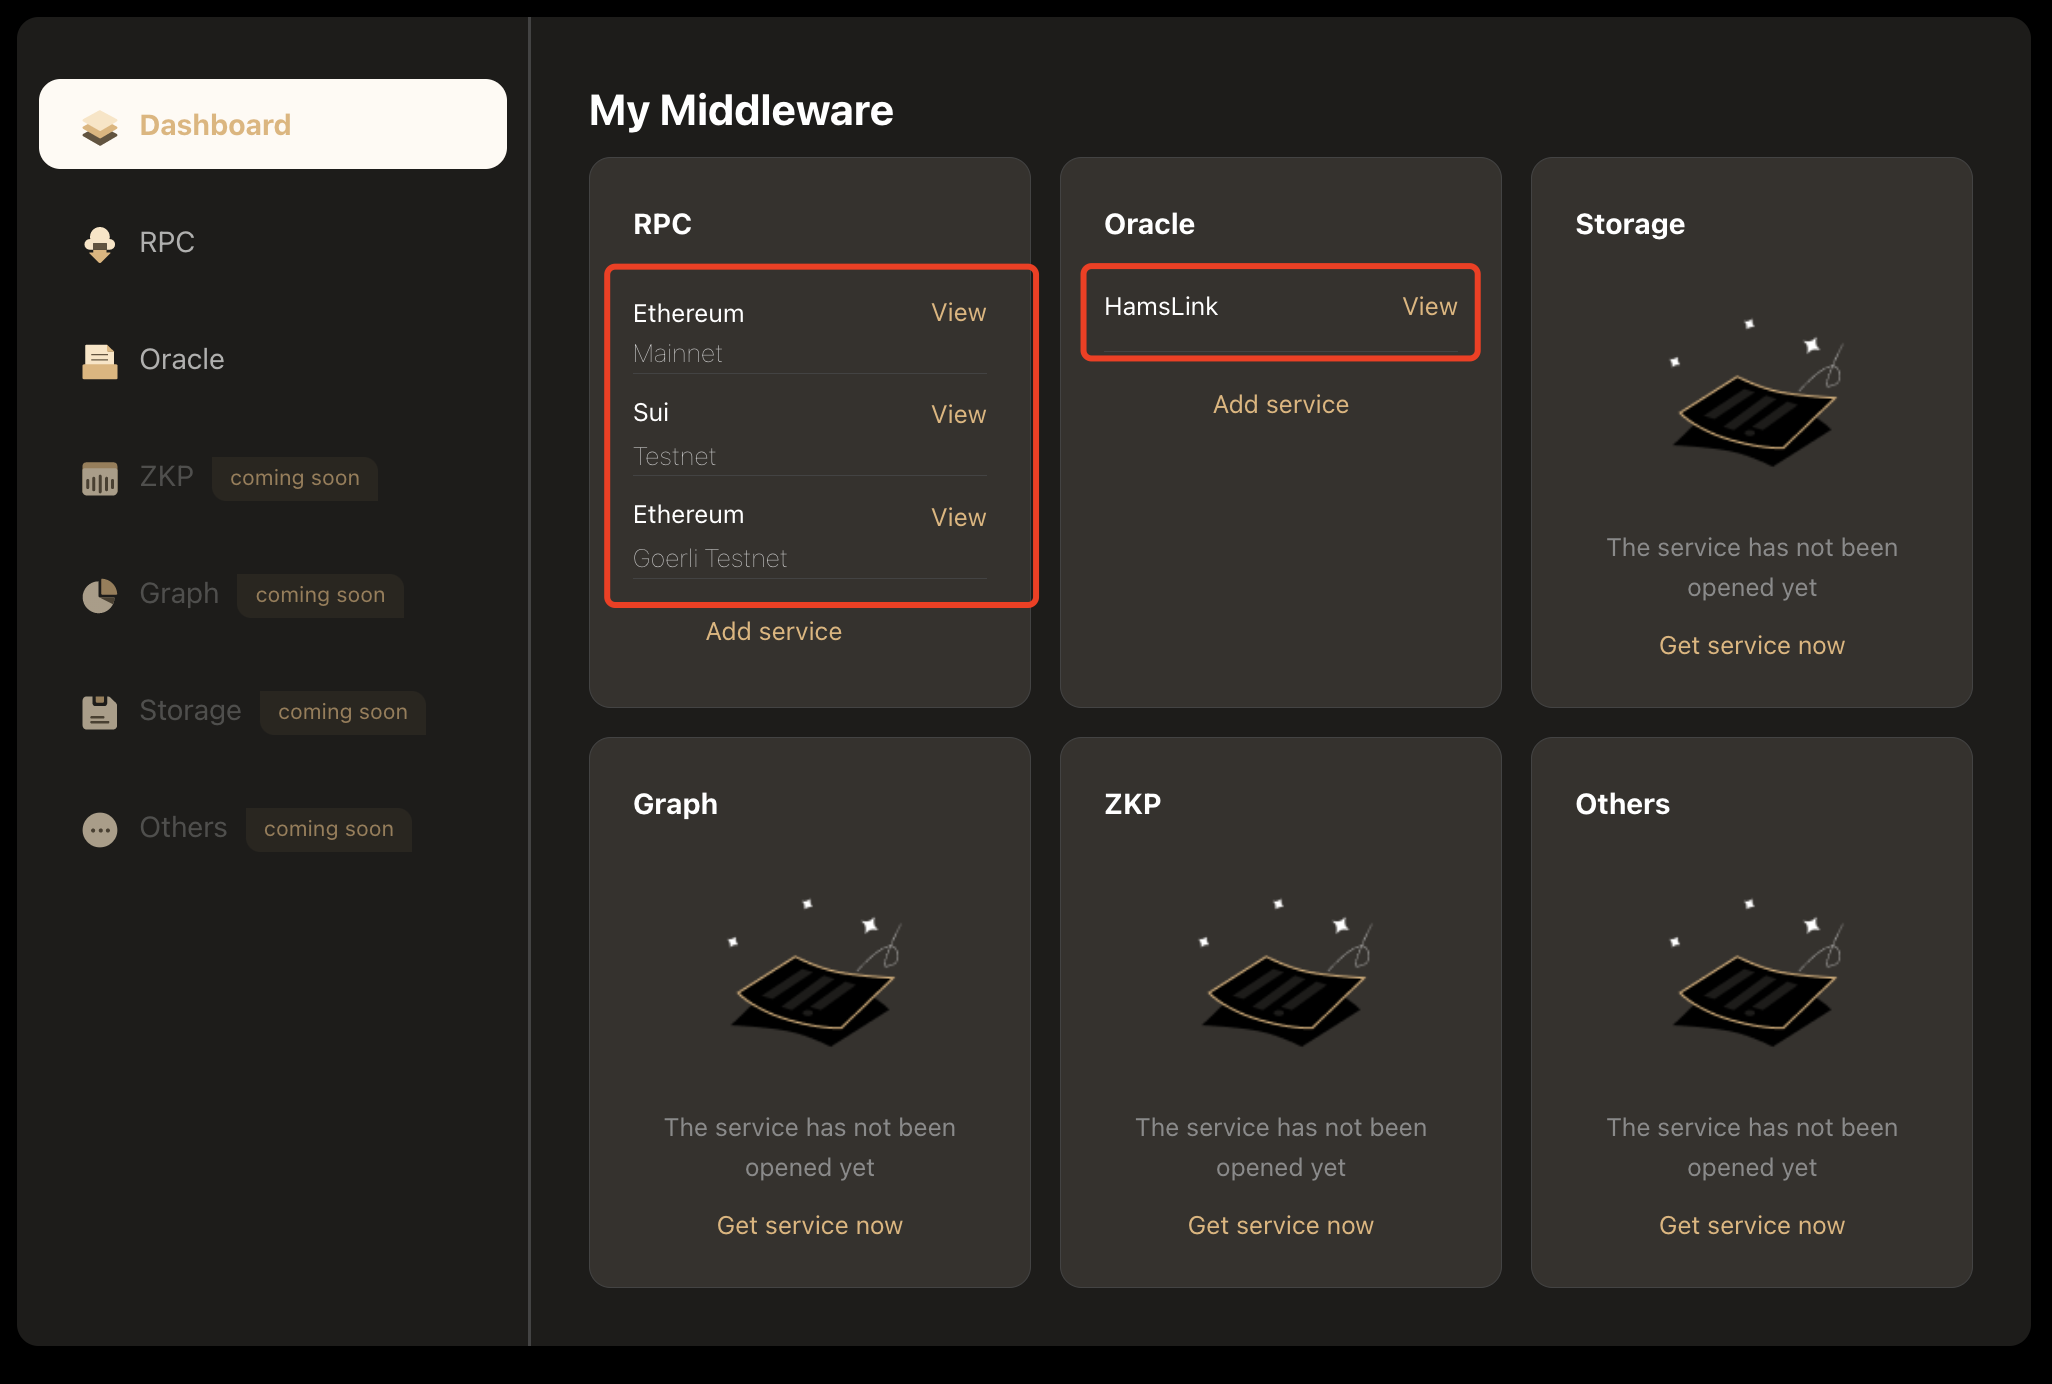 Dashboard
RPC
Oracle
ZKP coming soon
Graph coming soon
Storage coming soon
Others coming soon
My Middleware
RPC
Ethereum View
Mainnet
Sui View
Testnet
Ethereum View
Goerli Testnet
Add service
Oracle
HamsLink View
Add service
Storage
The service has not been
opened yet
Get service now
Graph
The service has not been
opened yet
Get service now
ZKP
The service has not been
opened yet
Get service now
Others
The service has not been
opened yet
Get service now